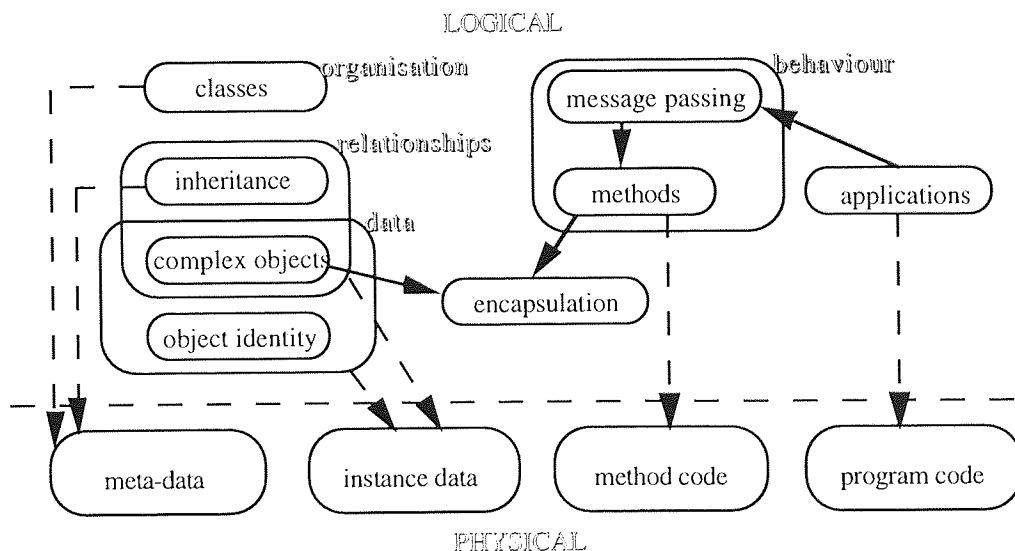 LOGICAL
organisation
classes
behaviour
message passing
relationships
inheritance
methods
applications
data
complex objects
encapsulation
object identity
meta-data
instance data
method code
program code
PHYSICAL